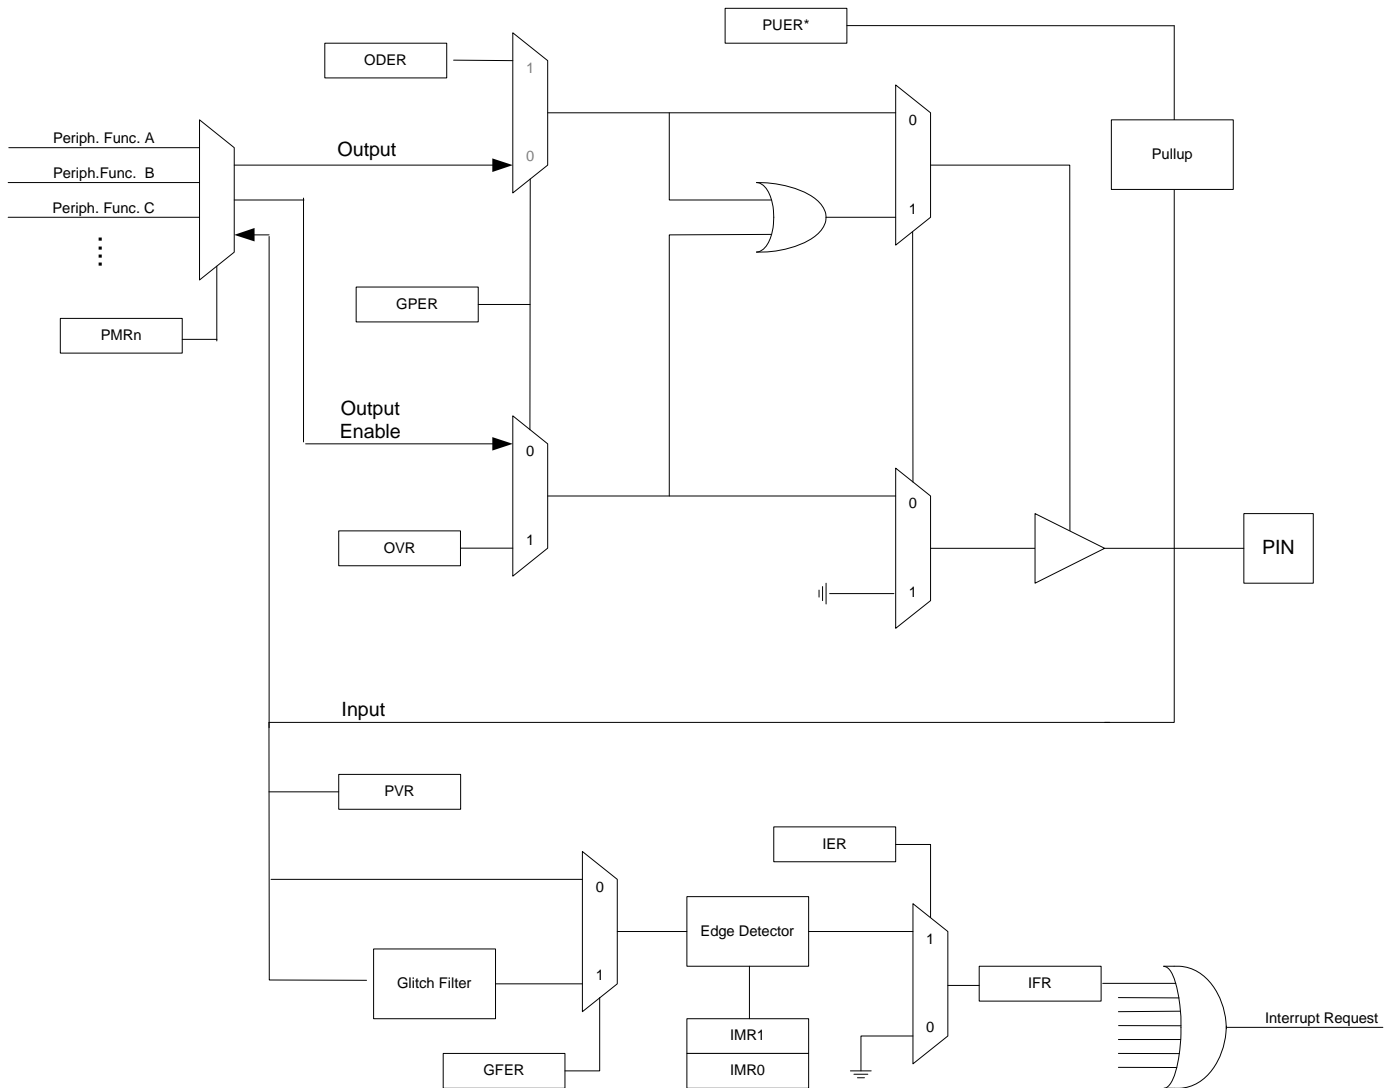 PUER*
ODER
1
0
Periph. Func. A
Output
0
Pullup
Periph.Func. B
Periph. Func. C
1
GPER
PMRn
Output
Enable
0
0
OVR
1
PIN
1
Input
PVR
IER
0
Edge Detector
1
Glitch Filter
1
IFR
IMR1
0
Interrupt Request
GFER
IMR0